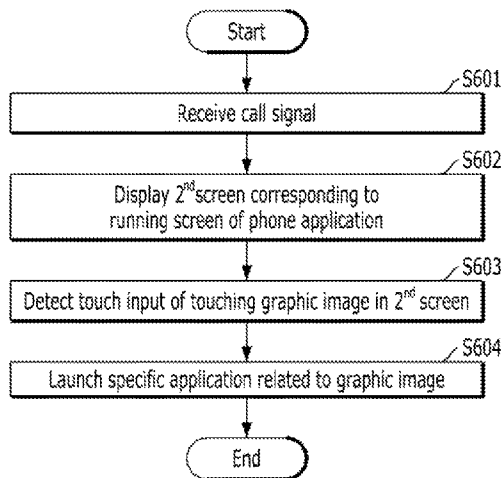 Start
S601
Receive call signal
S602
Display 2nd screen corresponding to
running screen of phone application
S603
Detect touch input of touching graphic image in 2nd screen
S604
Launch specific application related to graphic image
End